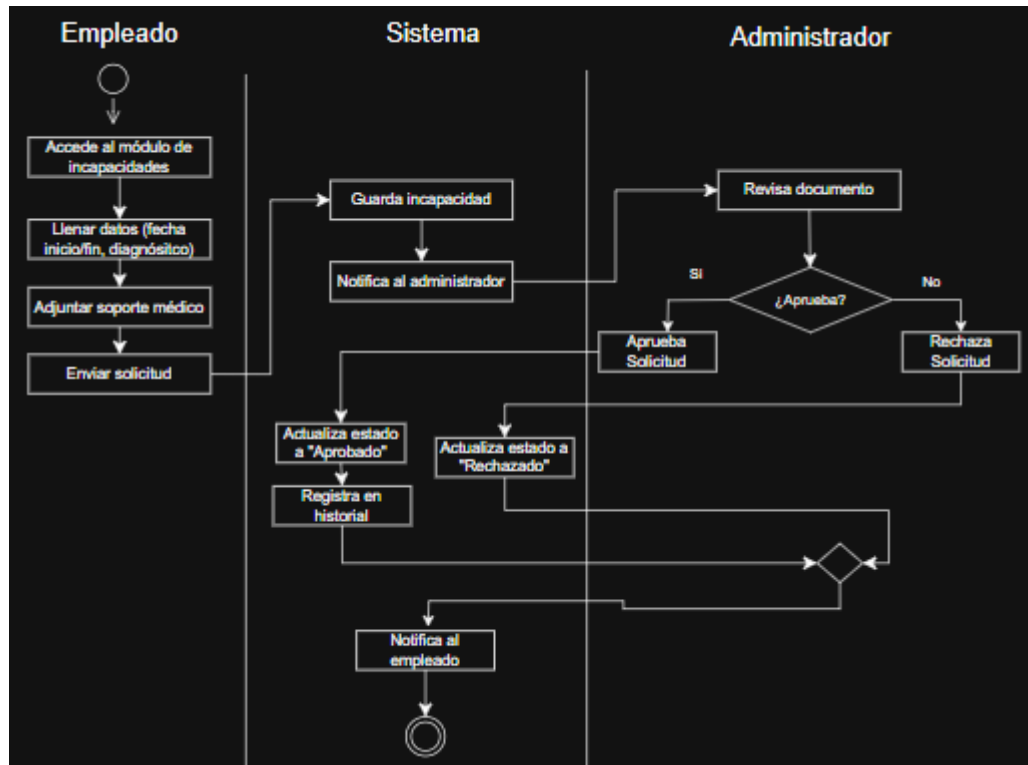 Empleado
Sistema
Administrador
Accede al módulo de
incapacidades
Llenar datos (fecha
inicio/fin, diagnósitco)
Adjuntar soporte médico
Enviar solicitud
Guarda incapacidad
Notifica al administrador
Revisa documento
Si
¿Aprueba?
No
Aprueba
Solicitud
Rechaza
Solicitud
Actualiza estado
a "Aprobado"
Actualiza estado a
"Rechazado"
Registra en
historial
Notifica al
empleado